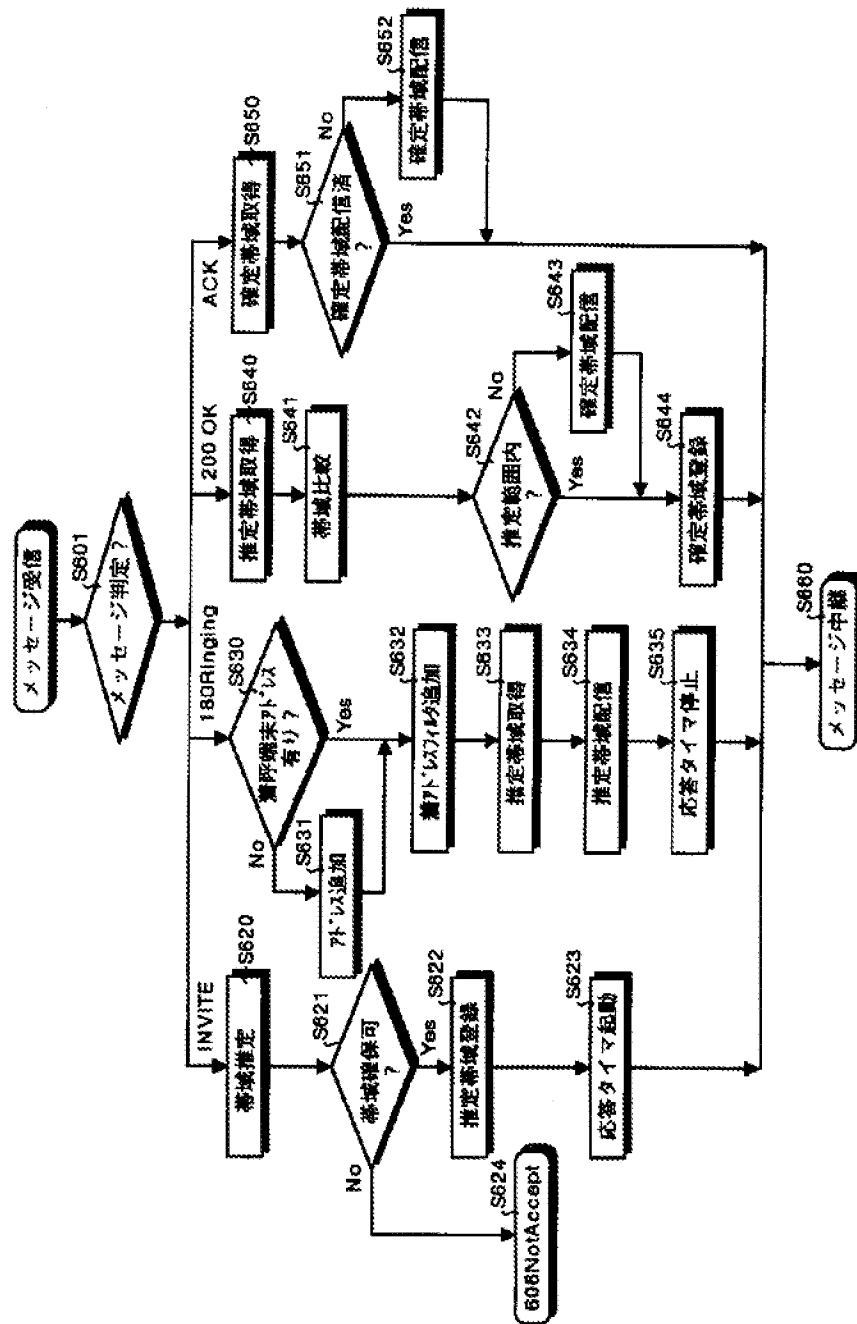 メッセージ受信
S601
メッセージ判定?
INVITE
帯域推定
S620
帯域確保可
?
S621
No
Yes
606NotAccept
S624
推定帯域登録
S622
応答タイマ起動
S623
180Ringing
着呼端末アドレス
有り?
S630
No
Yes
アドレス追加
S631
着アドレスフィルタ追加
S632
推定帯域取得
S633
推定帯域配信
S634
応答タイマ停止
S635
200 OK
推定帯域取得
S640
帯域比較
S641
推定範囲内
?
S642
No
Yes
確定帯域配信
S643
確定帯域登録
S644
ACK
確定帯域取得
S650
確定帯域配信済
?
S651
No
Yes
確定帯域配信
S652
メッセージ中継
S660